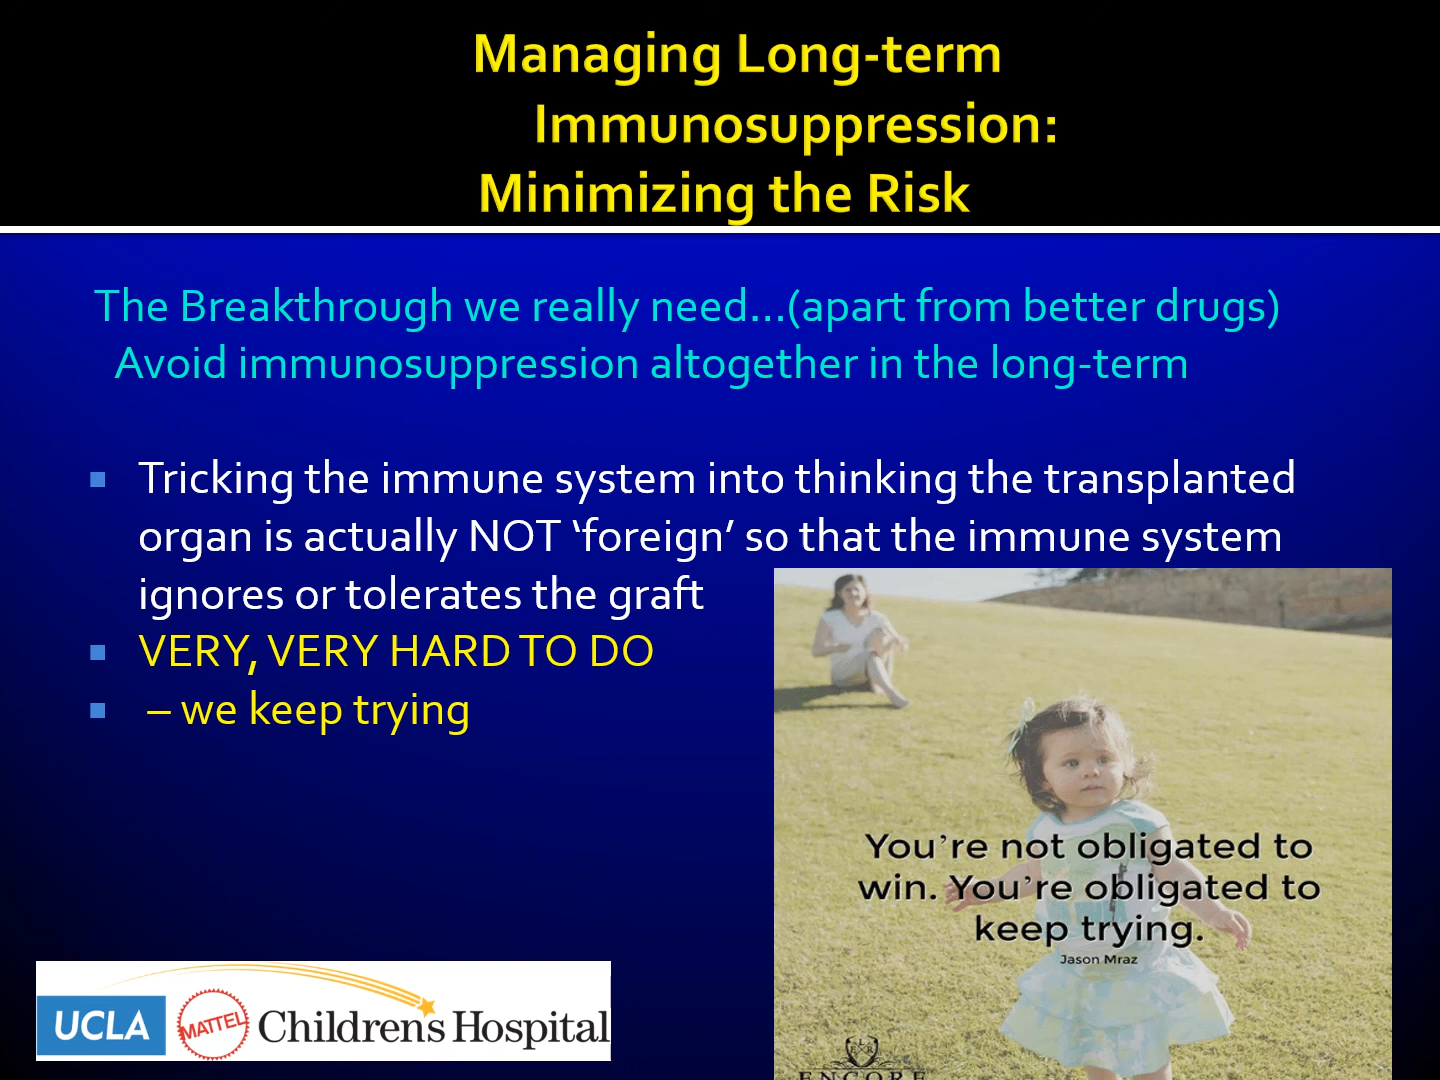 Managing Long-term
Immunosuppression:
Minimizing the Risk
The Breakthrough we really need...(apart from better drugs)
Avoid immunosuppression altogether in the long-term
Tricking the immune system into thinking the transplanted
organ is actually NOT ‘foreign’ so that the immune system
ignores or tolerates the graft
VERY, VERY HARD TO DO
– we keep trying
You’re not obligated to
win. You’re obligated to
keep trying.
Jason Mraz
ENCORE
UCLA MATTEL Children's Hospital